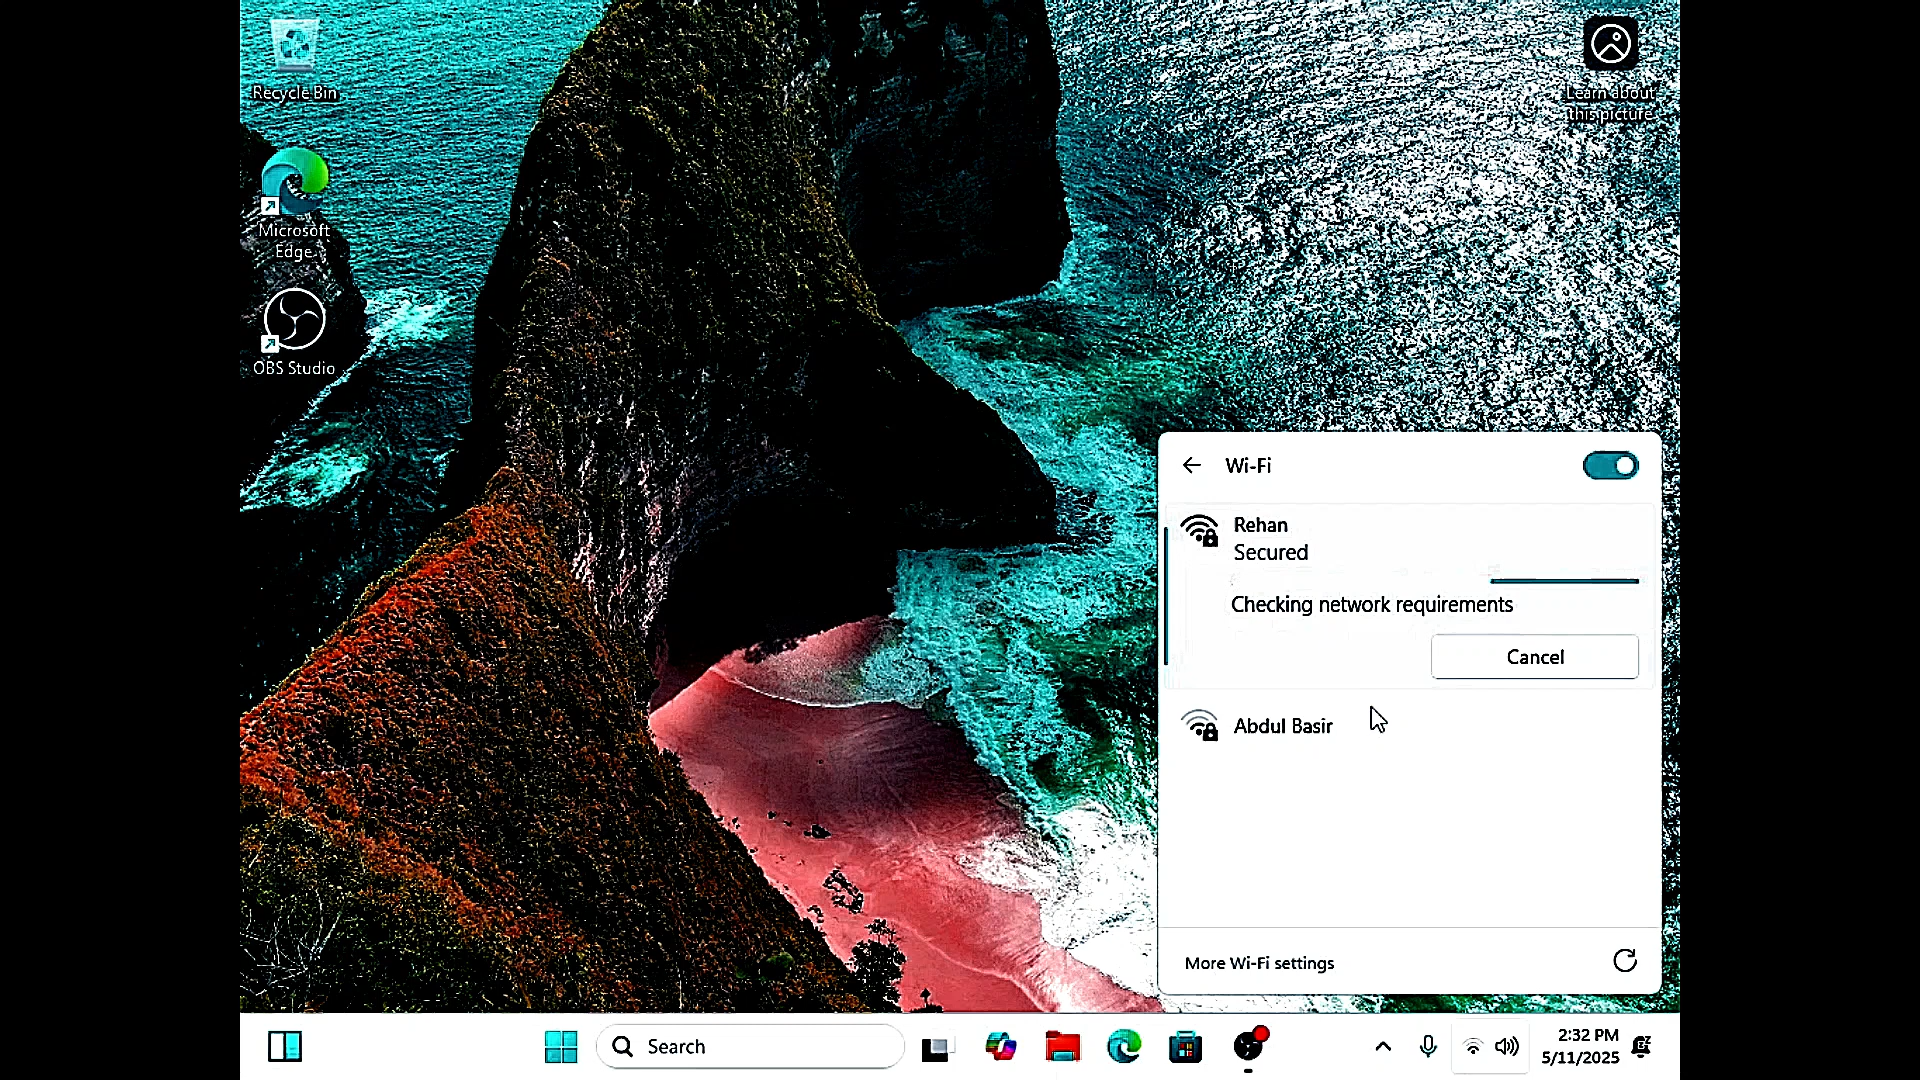 Recycle Bin
Learn about
this picture
Microsoft
Edge
OBS Studio
Wi-Fi
Rehan
Secured
Checking network requirements
Cancel
Abdul Basir
More Wi-Fi settings
Search
2:32 PM
5/11/2025